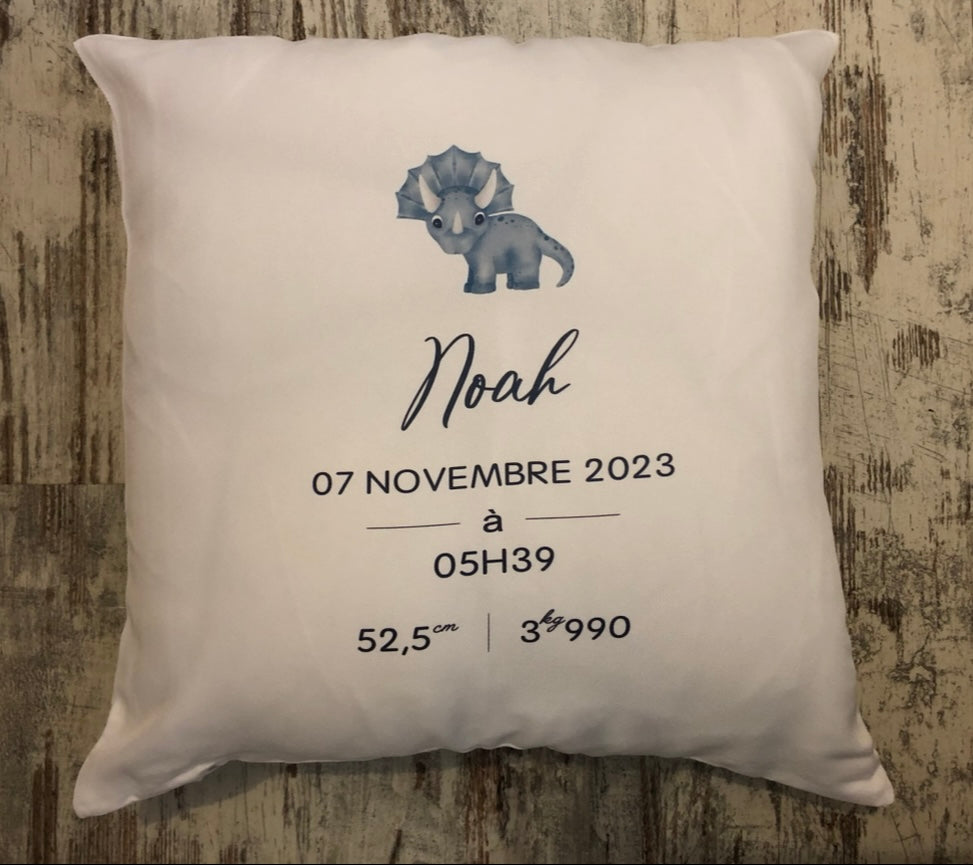 Noah
07 NOVEMBRE 2023
à
05H39
52,5cm | 3kg990